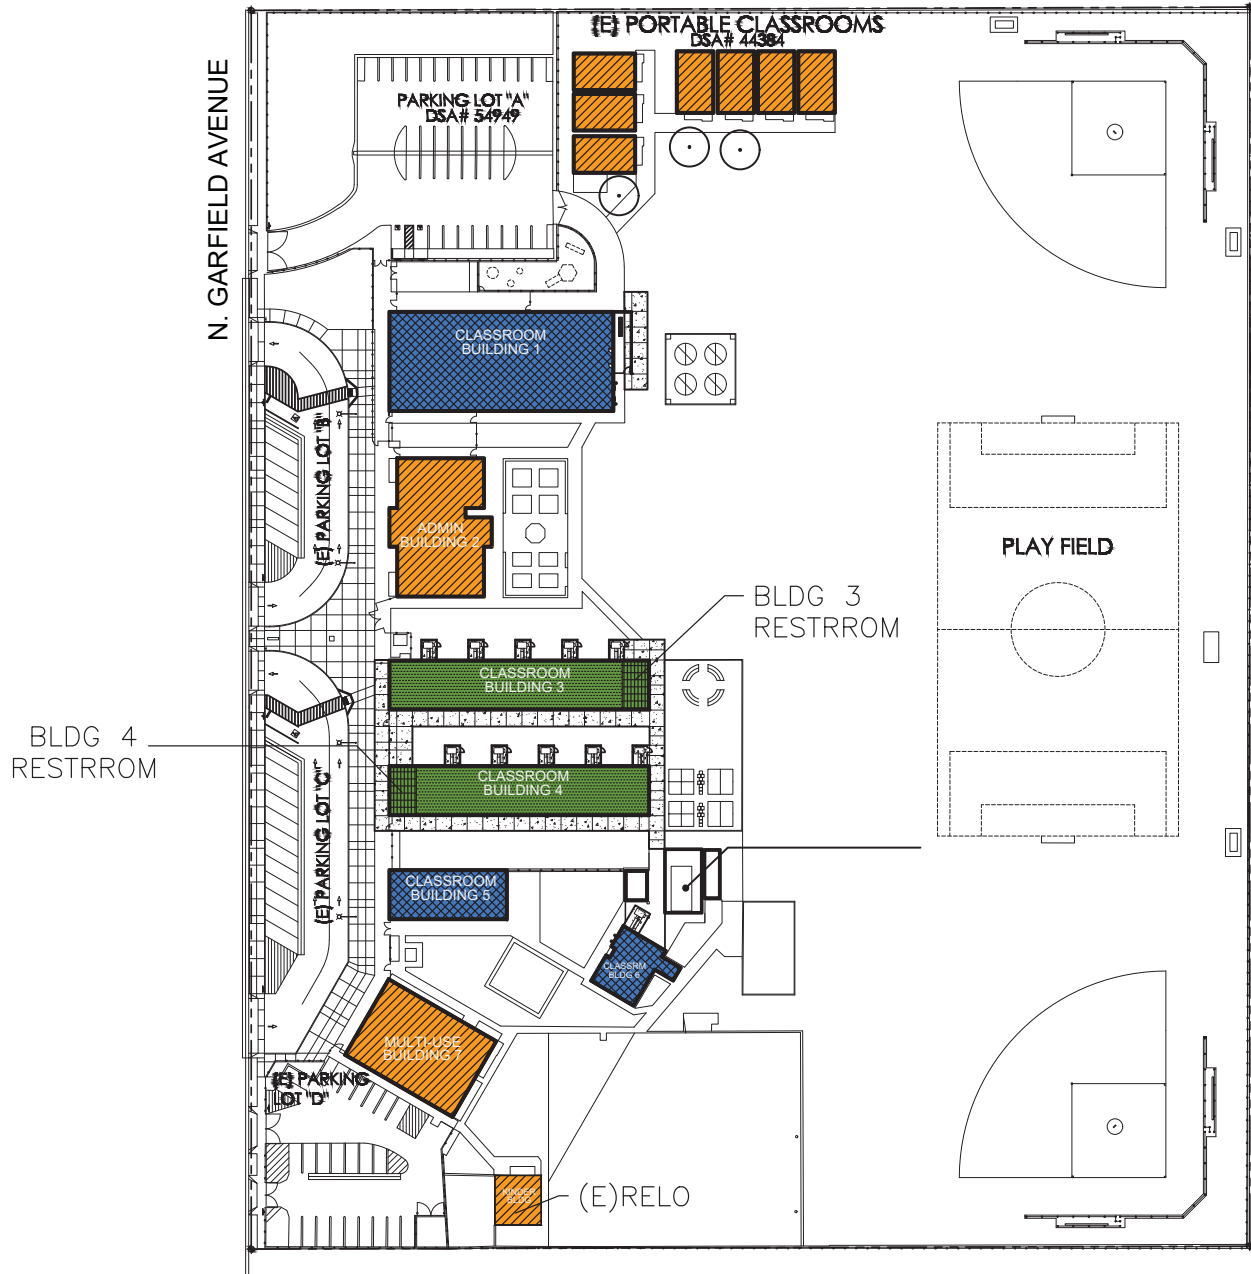 (E) PORTABLE CLASSROOMS
DSA# 44384
PARKING LOT "A"
DSA# 54949
N. GARFIELD AVENUE
CLASSROOM
BUILDING 1
(E) PARKING LOT "B"
ADMIN
BUILDING 2
PLAY FIELD
BLDG 3
RESTRROM
CLASSROOM
BUILDING 3
BLDG 4
RESTRROM
CLASSROOM
BUILDING 4
(E) PARKING LOT "C"
CLASSROOM
BUILDING 5
CLASSRM
BLDG 6
MULTI-USE
BUILDING 7
(E) PARKING
LOT "D"
KINDER
BLDG
(E)RELO